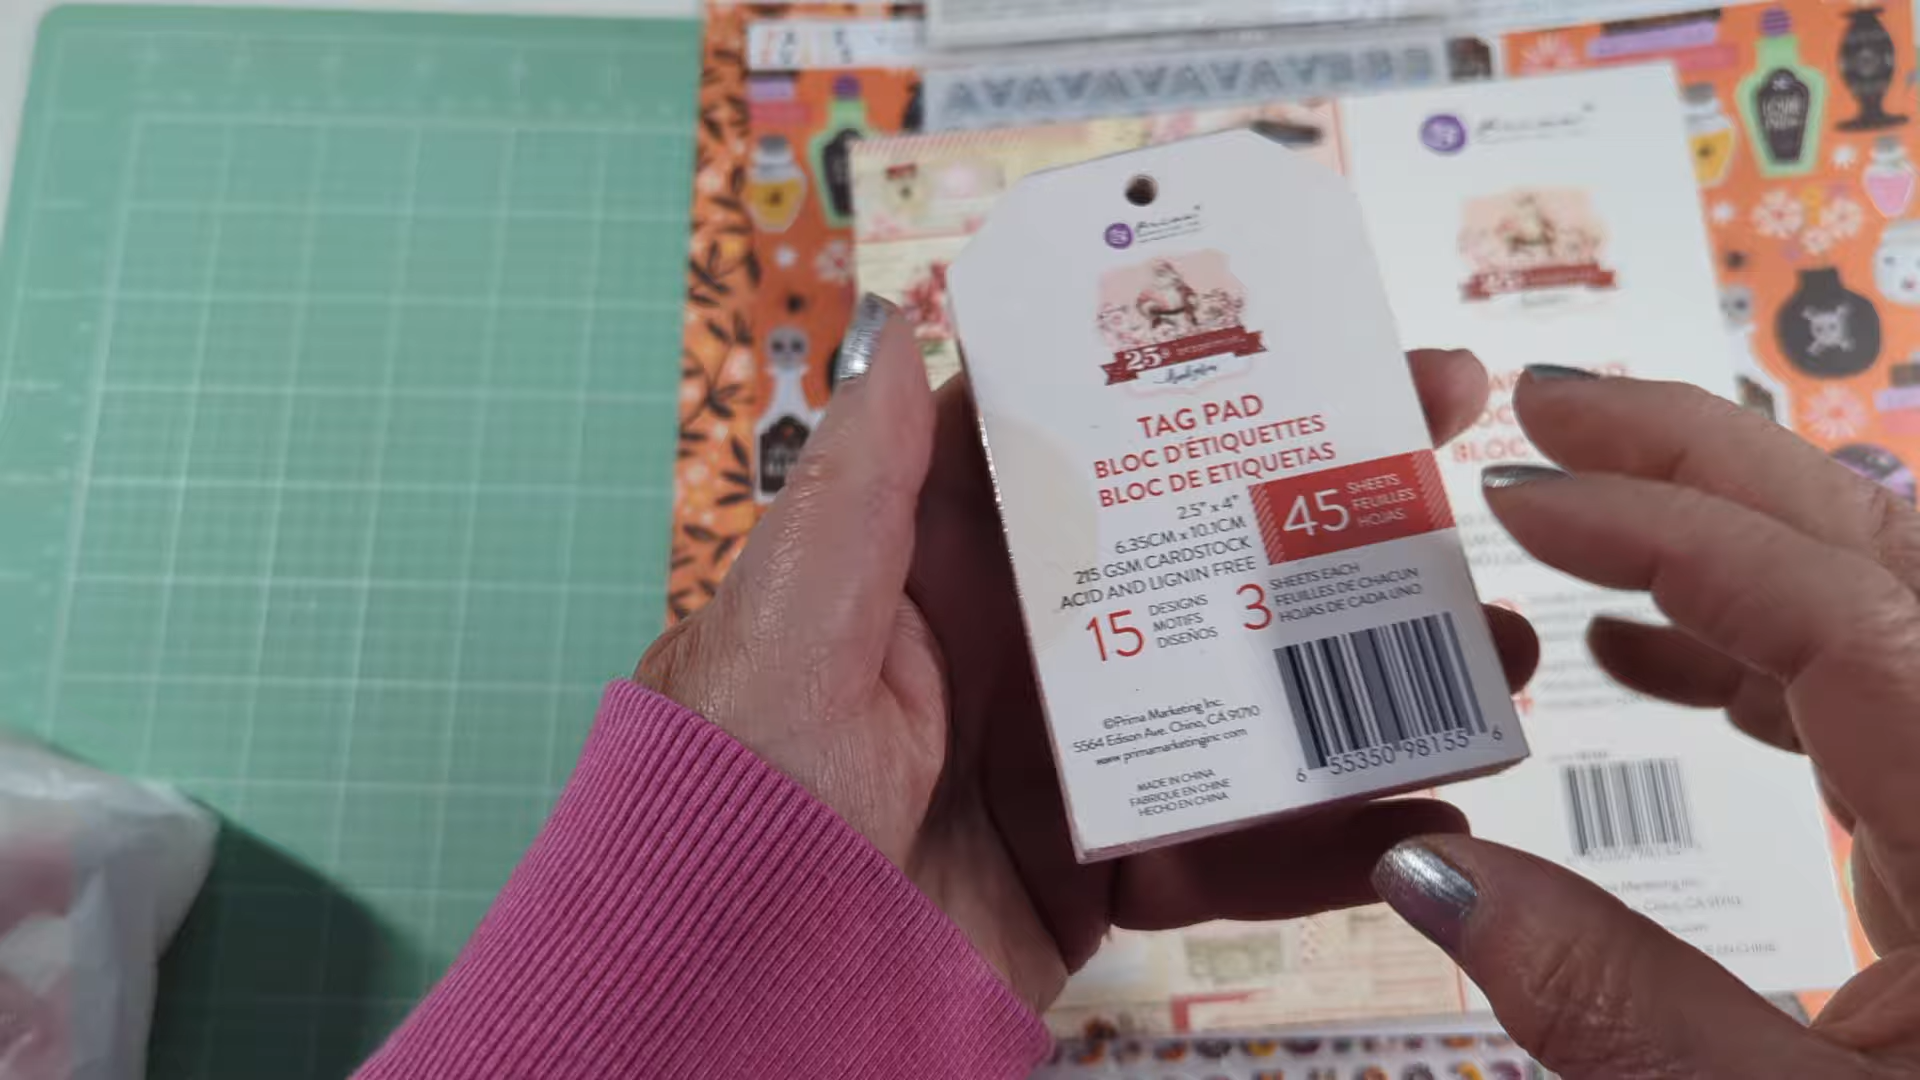 Prima
25th
TAG PAD
BLOC D'ÉTIQUETTES
BLOC DE ETIQUETAS
2.5" x 4"
6.35CM x 10.1CM
215 GSM CARDSTOCK
ACID AND LIGNIN FREE
45 SHEETS
FEUILLES
HOJAS
15 DESIGNS
MOTIFS
DISEÑOS
3 SHEETS EACH
FEUILLES DE CHACUN
HOJAS DE CADA UNO
©Prima Marketing Inc.
5564 Edison Ave. Chino, CA 91710
www.primamarketinginc.com
MADE IN CHINA
FABRIQUE EN CHINE
HECHO EN CHINA
6 55350 98155 6